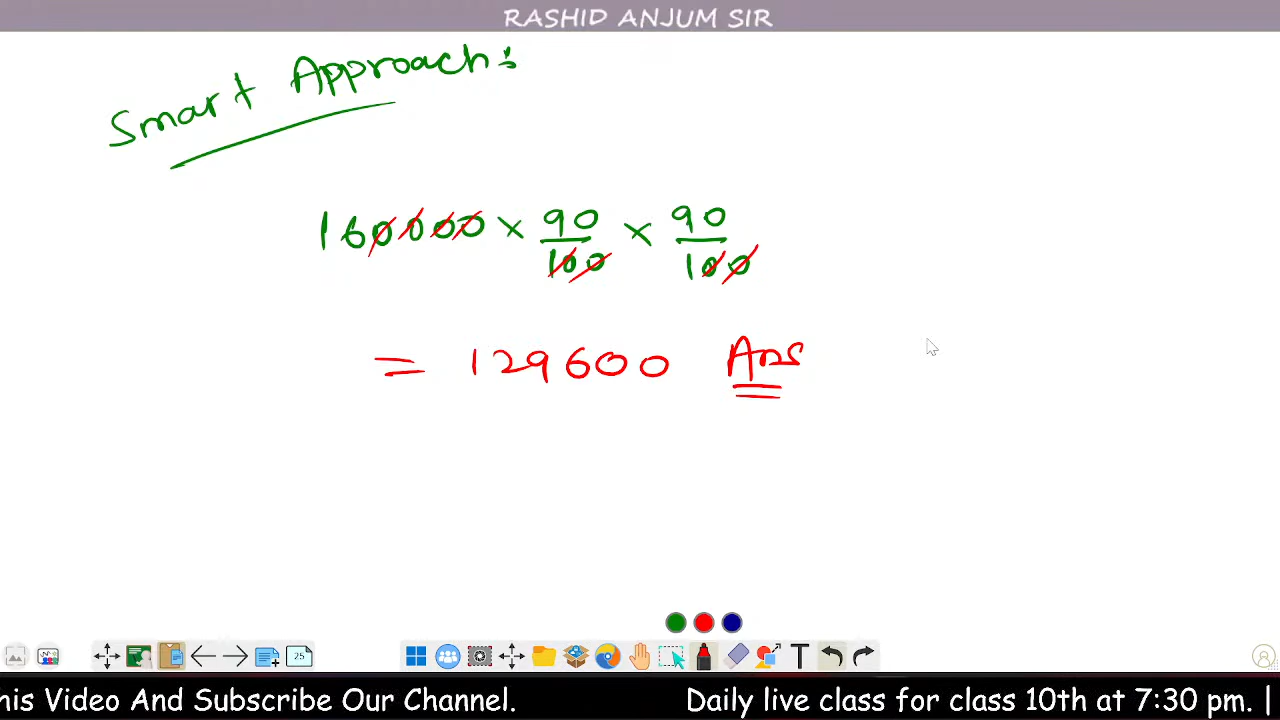 RASHID ANJUM SIR
Smart Approach:
160000 × 90/100 × 90/100
= 129600 Ans
25
his Video And Subscribe Our Channel. Daily live class for class 10th at 7:30 pm. |